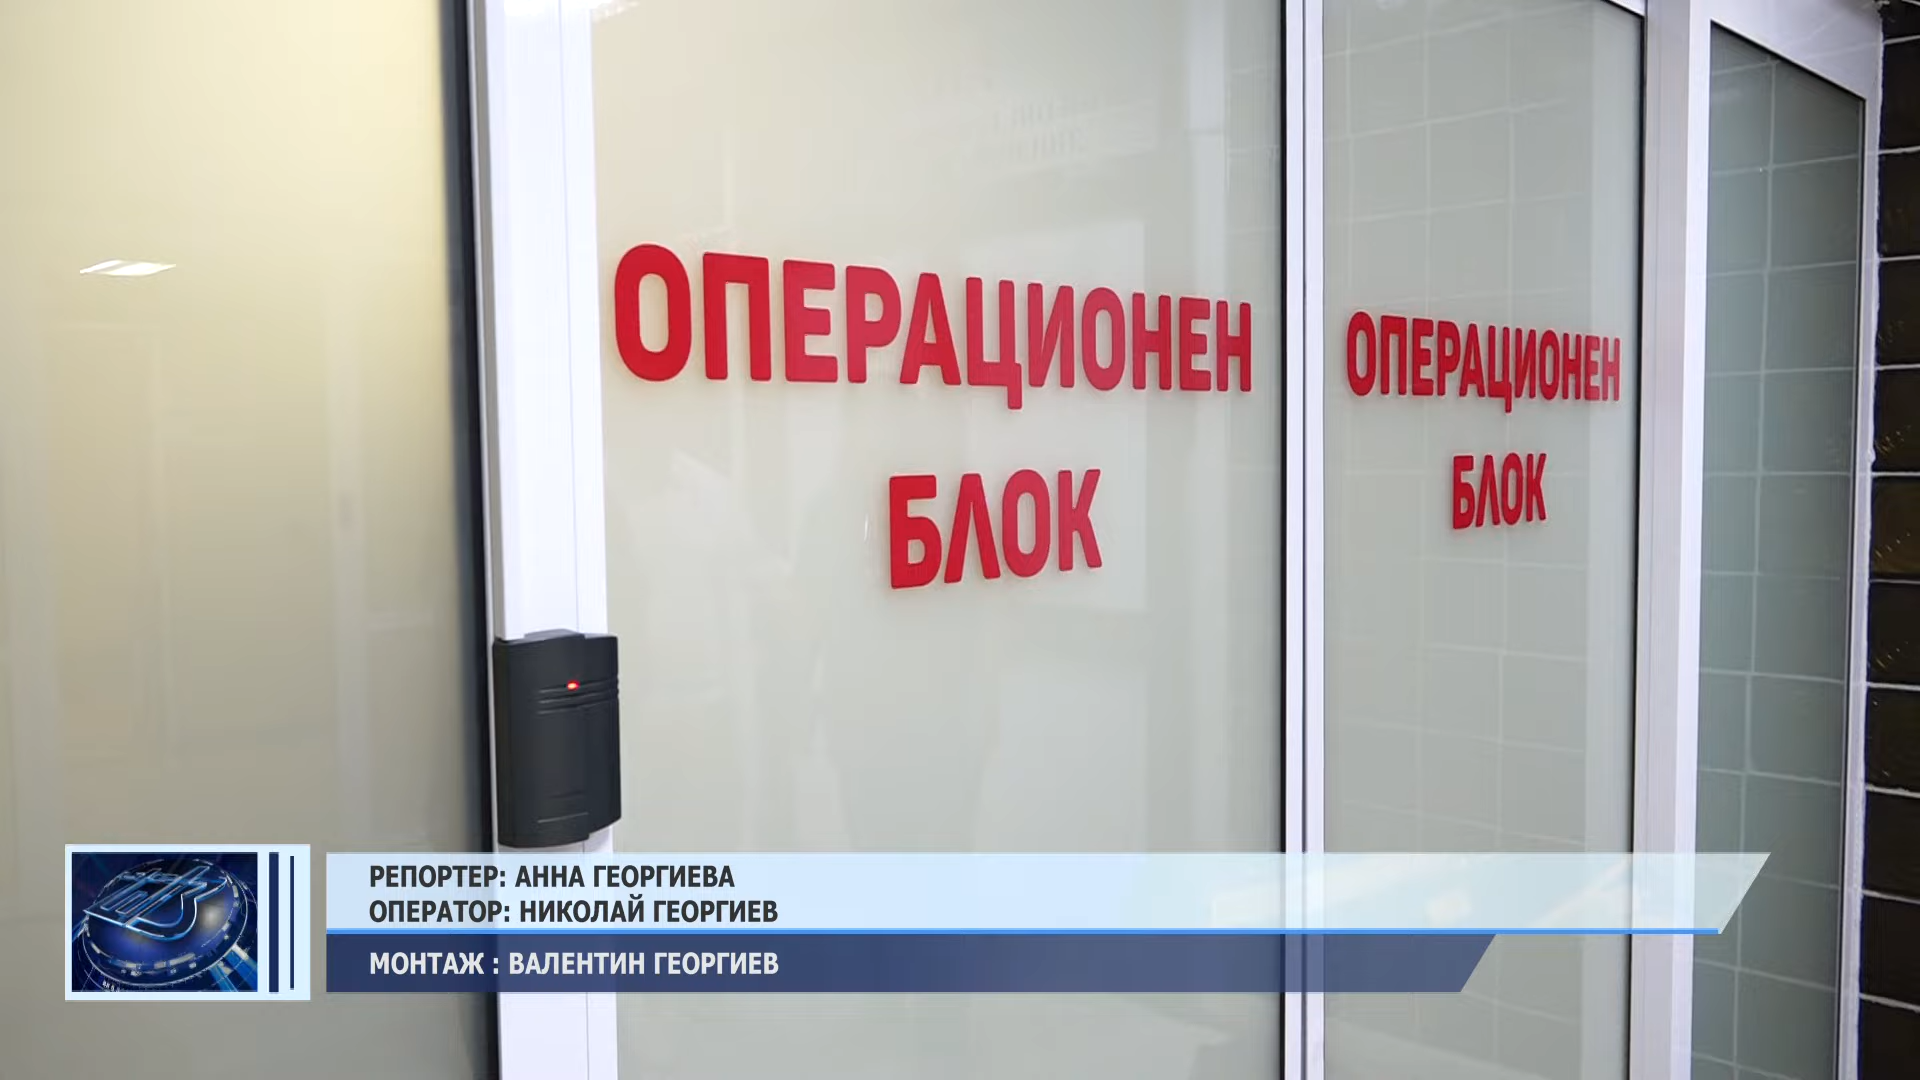 ОПЕРАЦИОНЕН
БЛОК
ОПЕРАЦИОНЕН
БЛОК
РЕПОРТЕР: АННА ГЕОРГИЕВА
ОПЕРАТОР: НИКОЛАЙ ГЕОРГИЕВ
МОНТАЖ : ВАЛЕНТИН ГЕОРГИЕВ